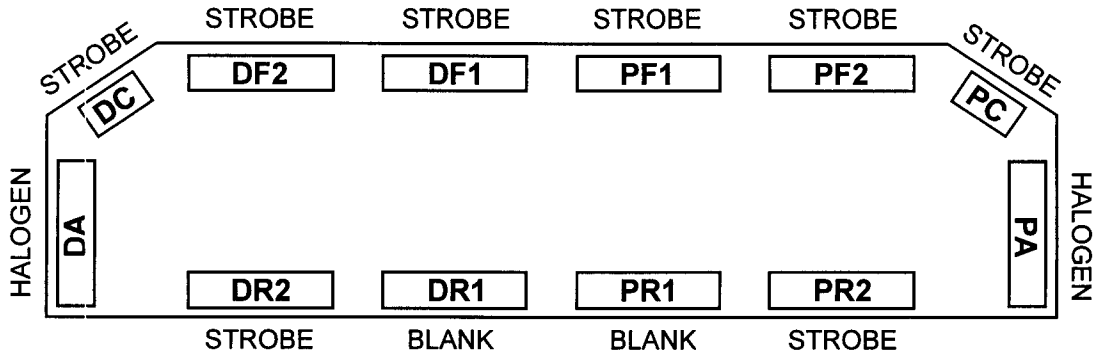 STROBE STROBE STROBE STROBE
STROBE STROBE
DF2 DF1 PF1 PF2
DC PC
HALOGEN HALOGEN
DA PA
DR2 DR1 PR1 PR2
STROBE BLANK BLANK STROBE